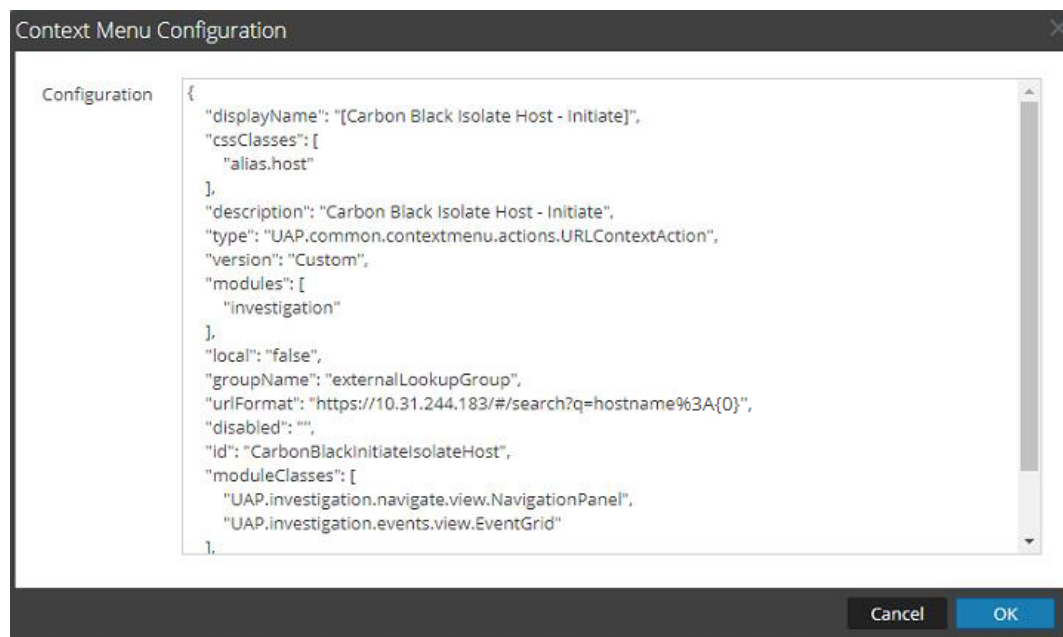 Context Menu Configuration
Configuration
{
"displayName": "[Carbon Black Isolate Host - Initiate]",
"cssClasses": [
"alias.host"
],
"description": "Carbon Black Isolate Host - Initiate",
"type": "UAP.common.contextmenu.actions.URLContextAction",
"version": "Custom",
"modules": [
"investigation"
],
"local": "false",
"groupName": "externalLookupGroup",
"urlFormat": "https://10.31.244.183/#/search?q=hostname%3A{0}",
"disabled": "",
"id": "CarbonBlackInitiateIsolateHost",
"moduleClasses": [
"UAP.investigation.navigate.view.NavigationPanel",
"UAP.investigation.events.view.EventGrid"
],
Cancel OK